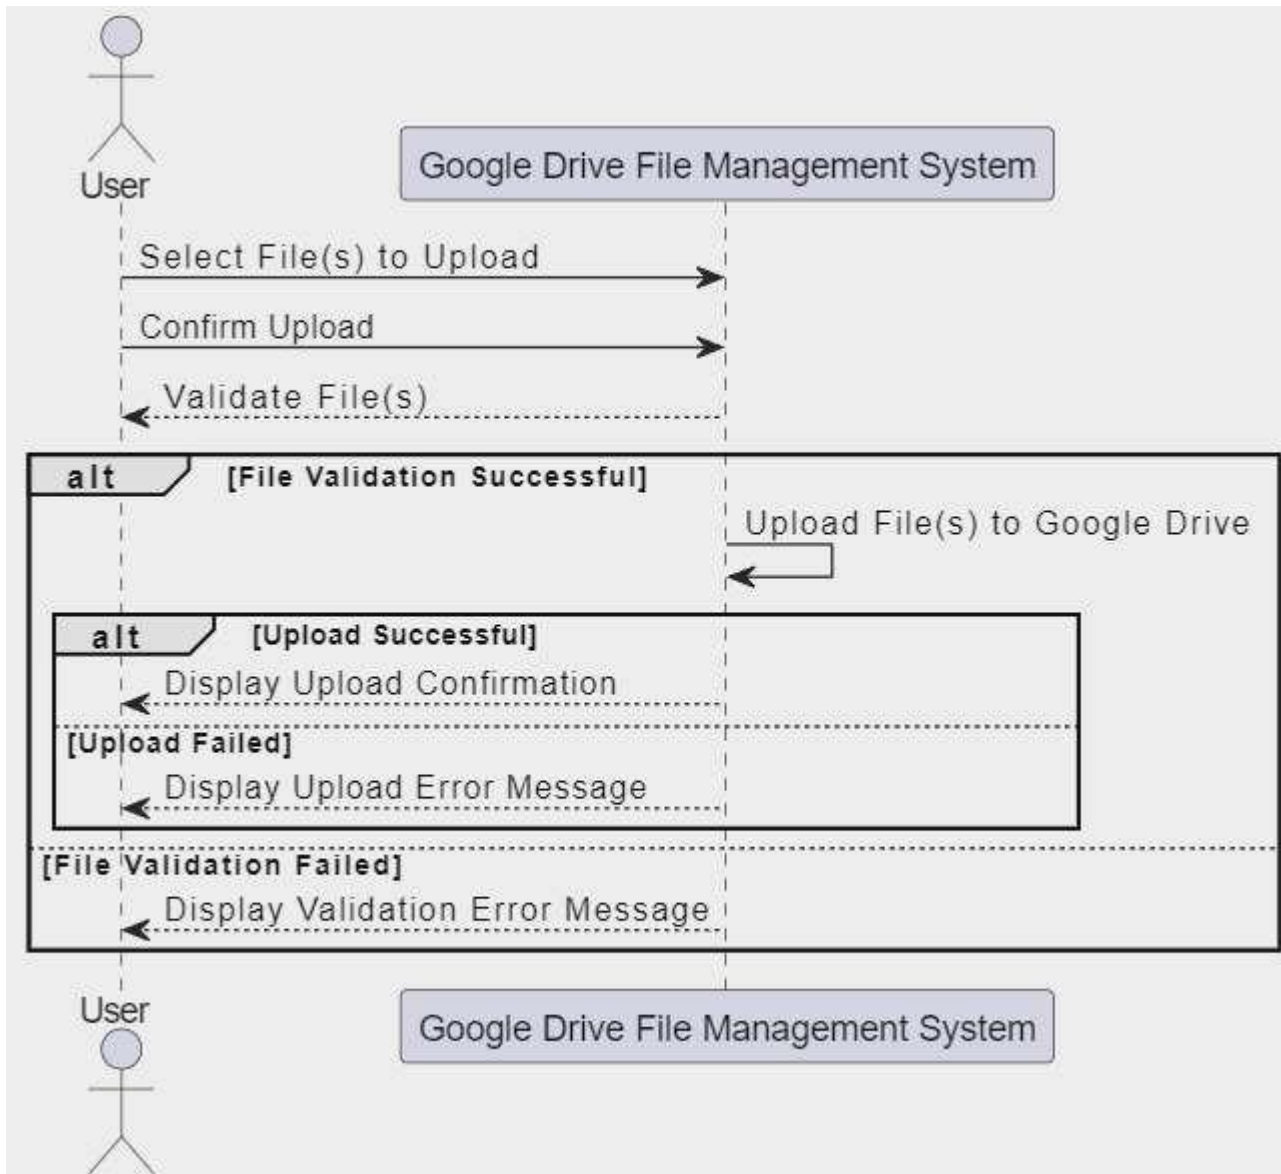 User
Google Drive File Management System
Select File(s) to Upload
Confirm Upload
Validate File(s)
alt [File Validation Successful]
Upload File(s) to Google Drive
alt [Upload Successful]
Display Upload Confirmation
[Upload Failed]
Display Upload Error Message
[File Validation Failed]
Display Validation Error Message
User
Google Drive File Management System